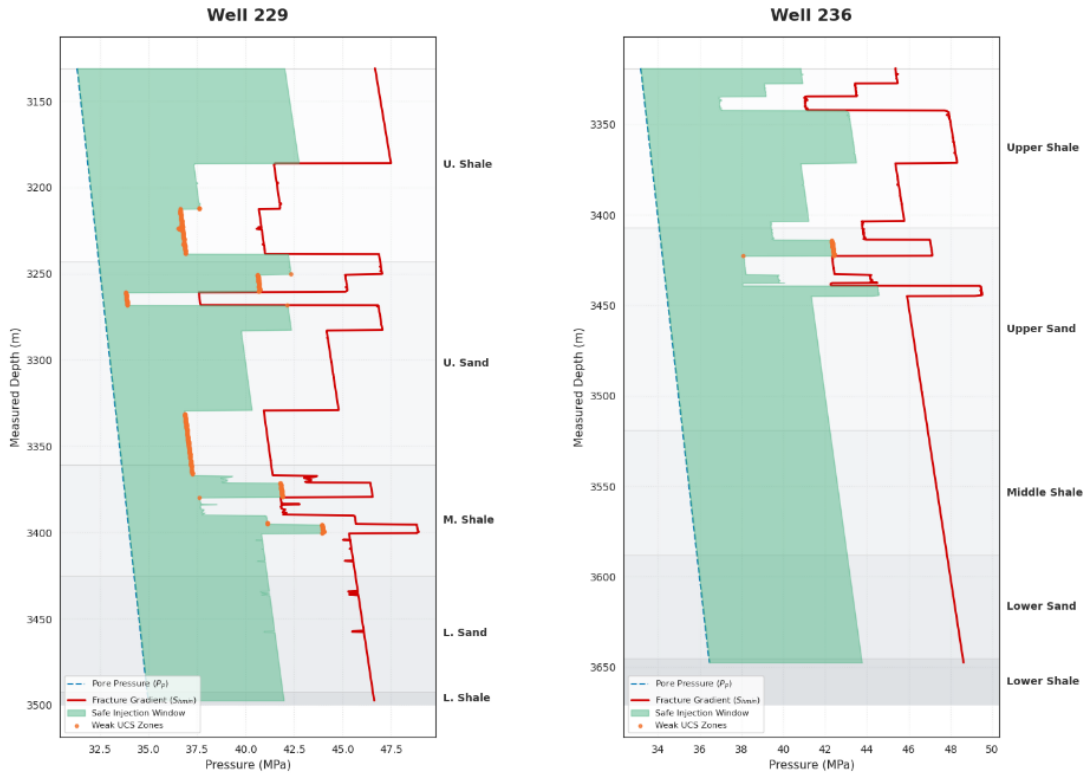 Well 229
3150
3200
3250
3300
3350
3400
3450
3500
Measured Depth (m)
U. Shale
U. Sand
M. Shale
L. Sand
L. Shale
Pore Pressure (Pp)
Fracture Gradient (Shmin)
Safe Injection Window
Weak UCS Zones
32.5 35.0 37.5 40.0 42.5 45.0 47.5
Pressure (MPa)
Well 236
3350
3400
3450
3500
3550
3600
3650
Measured Depth (m)
Upper Shale
Upper Sand
Middle Shale
Lower Sand
Lower Shale
Pore Pressure (Pp)
Fracture Gradient (Shmin)
Safe Injection Window
Weak UCS Zones
34 36 38 40 42 44 46 48 50
Pressure (MPa)